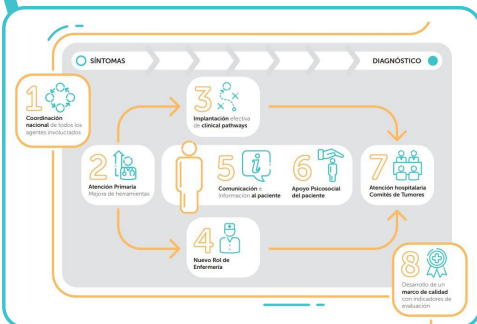 SÍNTOMAS
DIAGNÓSTICO
1
Coordinación
nacional de todos los
agentes involucrados
2
Atención Primaria
Mejora de herramientas
3
Implantación efectiva
de clinical pathways
4
Nuevo Rol de
Enfermería
5
Comunicación e
Información al paciente
6
Apoyo Psicosocial
del paciente
7
Atención hospitalaria
Comités de Tumores
8
Desarrollo de un
marco de calidad
con indicadores de
evaluación